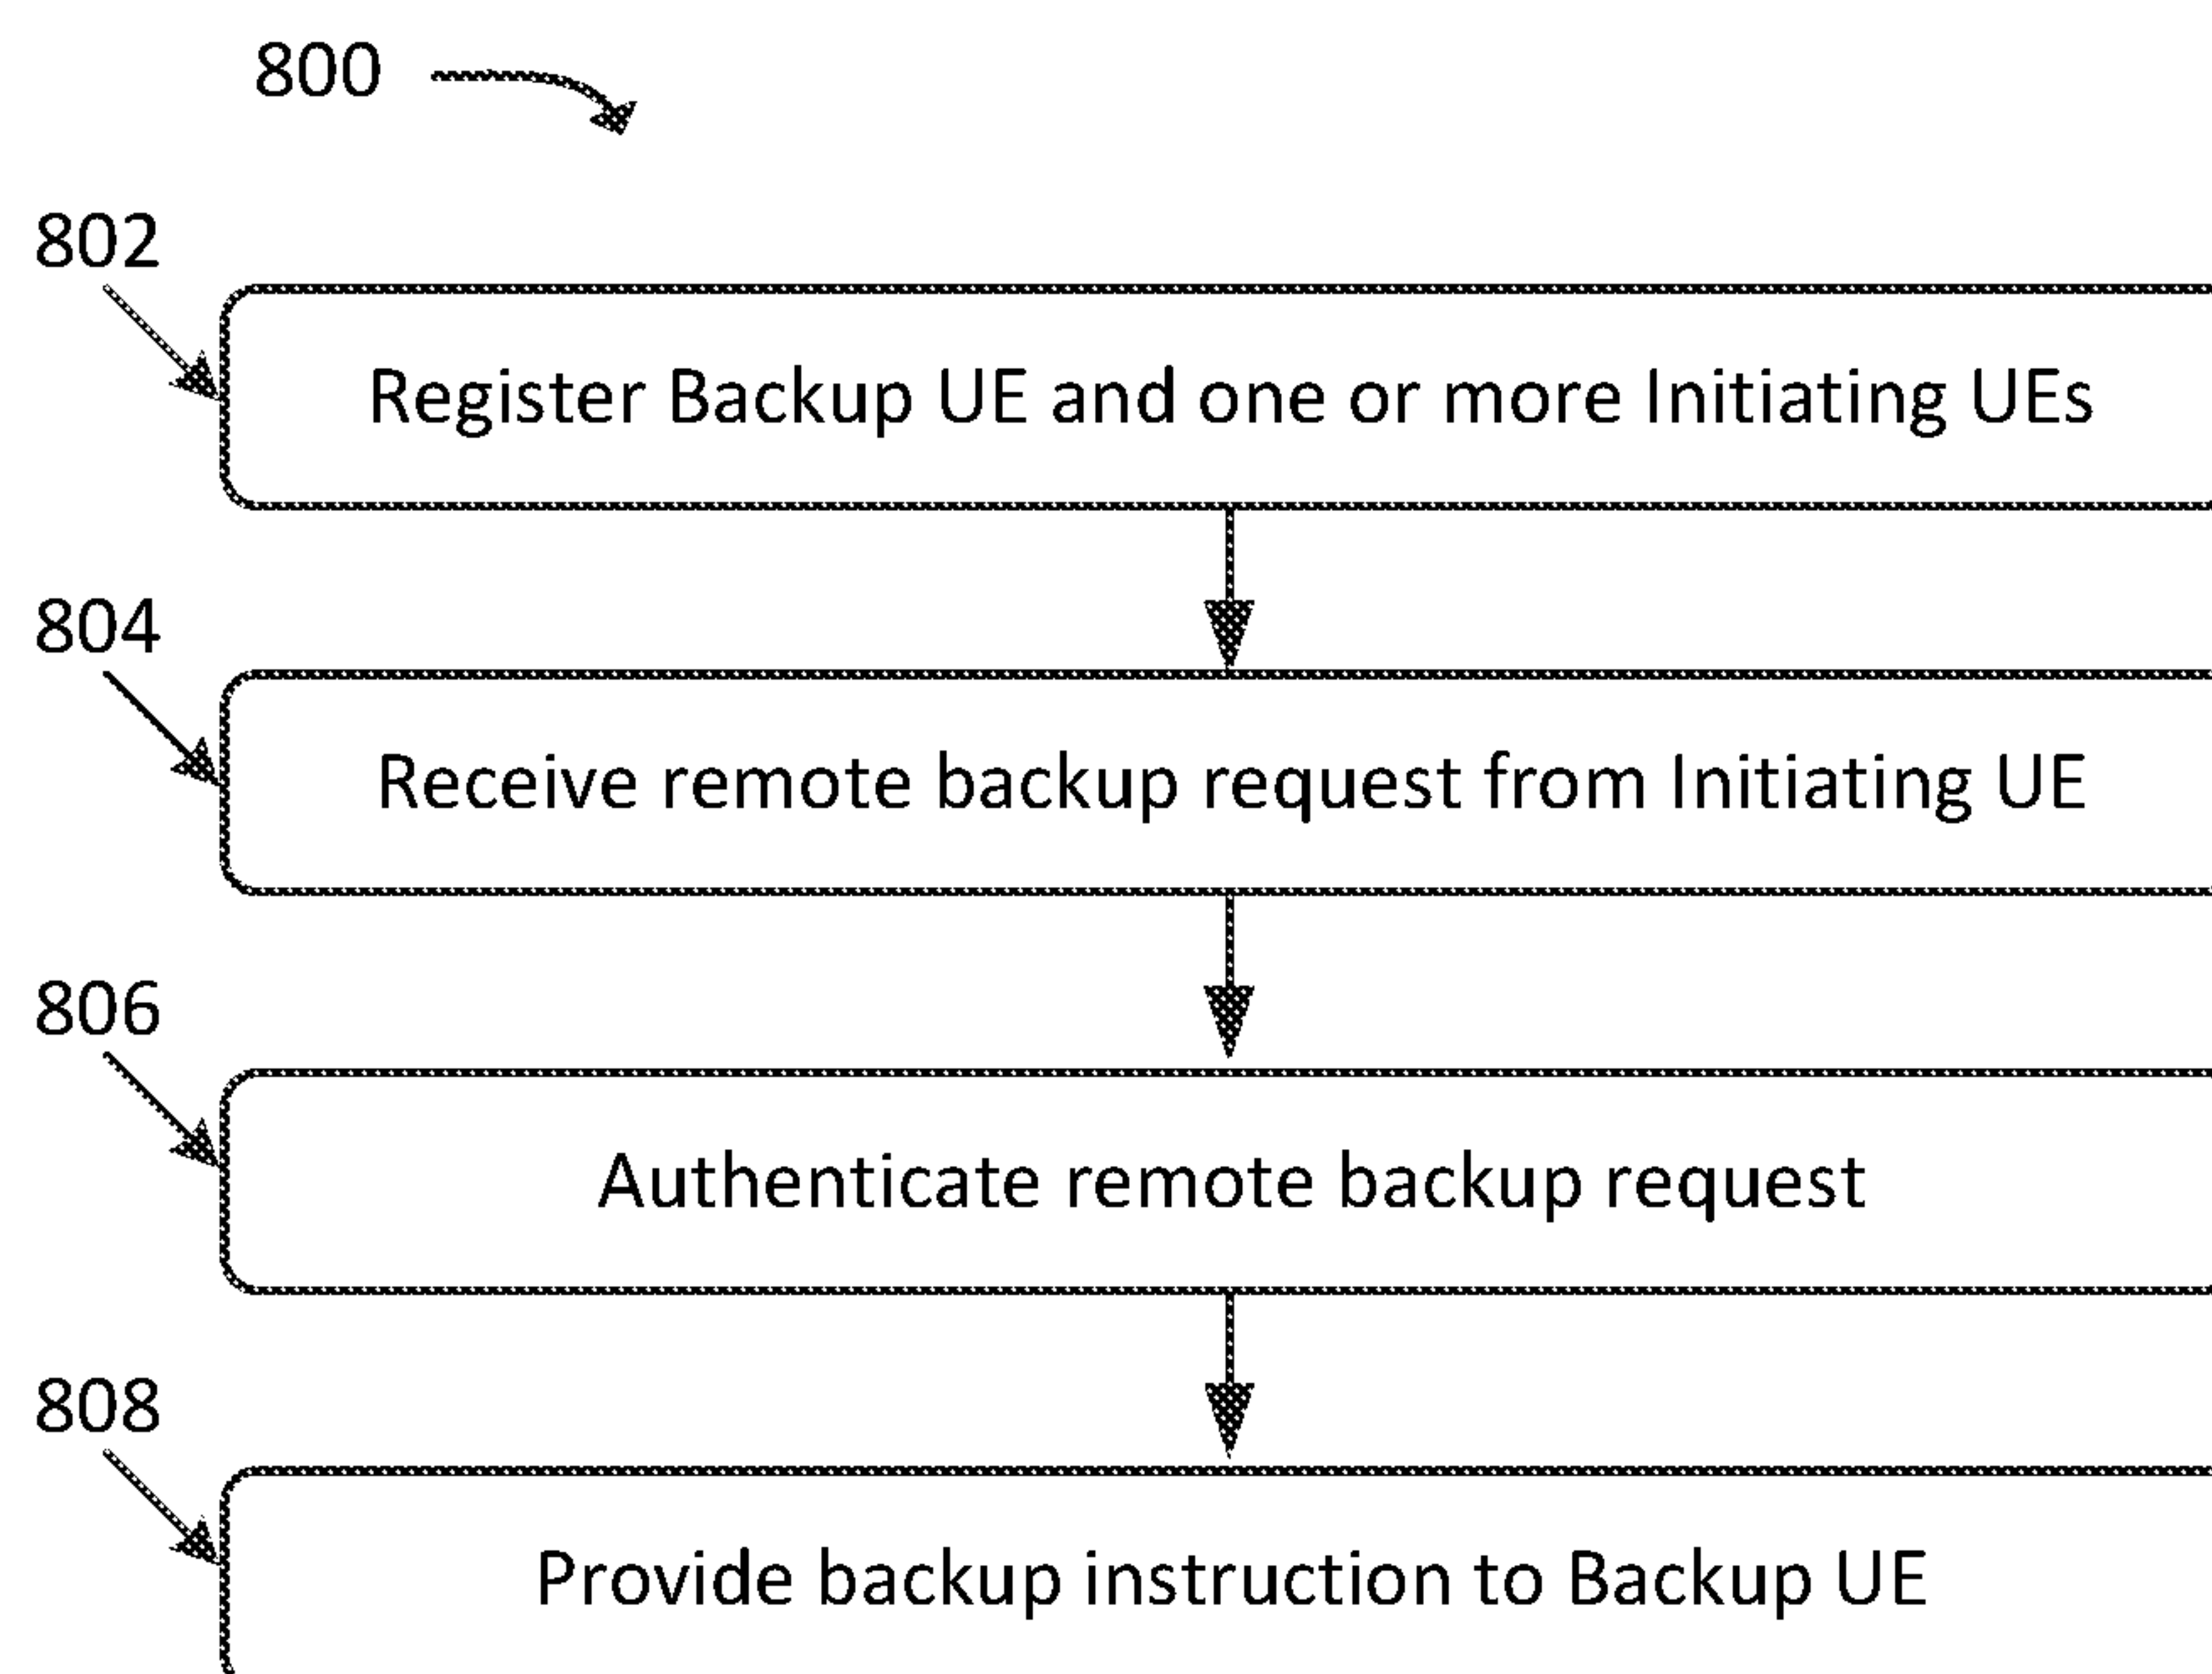 800
802
Register Backup UE and one or more Initiating UEs
804
Receive remote backup request from Initiating UE
806
Authenticate remote backup request
808
Provide backup instruction to Backup UE